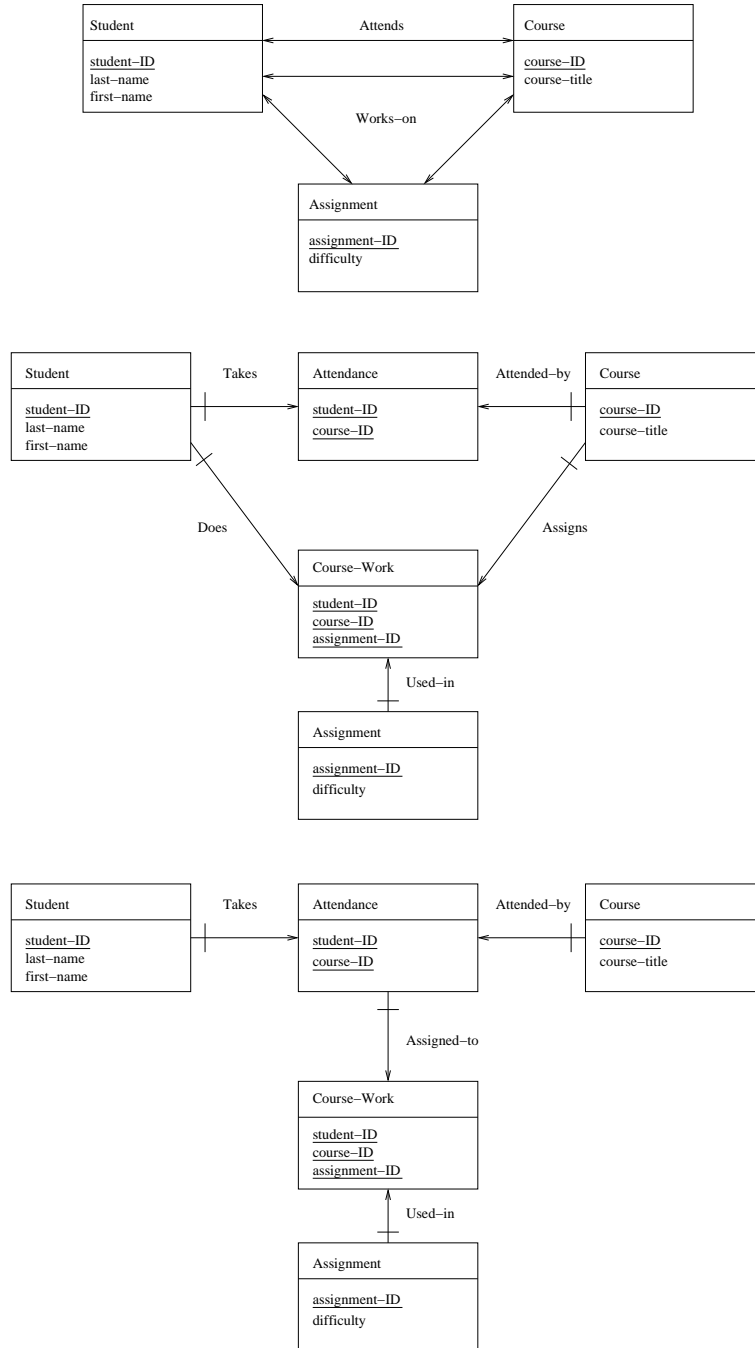 Student
student−ID
last−name
first−name
Attends
Course
course−ID
course−title
Works−on
Assignment
assignment−ID
difficulty
Student
student−ID
last−name
first−name
Takes
Attendance
student−ID
course−ID
Attended−by
Course
course−ID
course−title
Does
Assigns
Course−Work
student−ID
course−ID
assignment−ID
Used−in
Assignment
assignment−ID
difficulty
Student
student−ID
last−name
first−name
Takes
Attendance
student−ID
course−ID
Attended−by
Course
course−ID
course−title
Assigned−to
Course−Work
student−ID
course−ID
assignment−ID
Used−in
Assignment
assignment−ID
difficulty